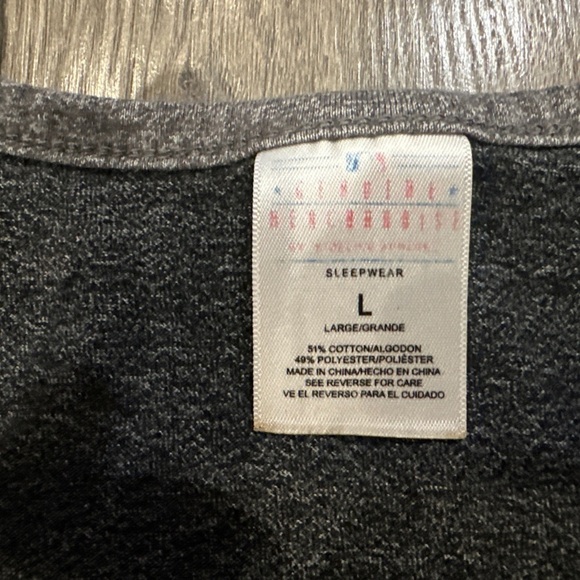 GENUINE
MERCHANDISE
SLEEPWEAR
L
LARGE/GRANDE
51% COTTON/ALGODON
49% POLYESTER/POLIÉSTER
MADE IN CHINA/HECHO EN CHINA
SEE REVERSE FOR CARE
VE EL REVERSO PARA EL CUIDADO